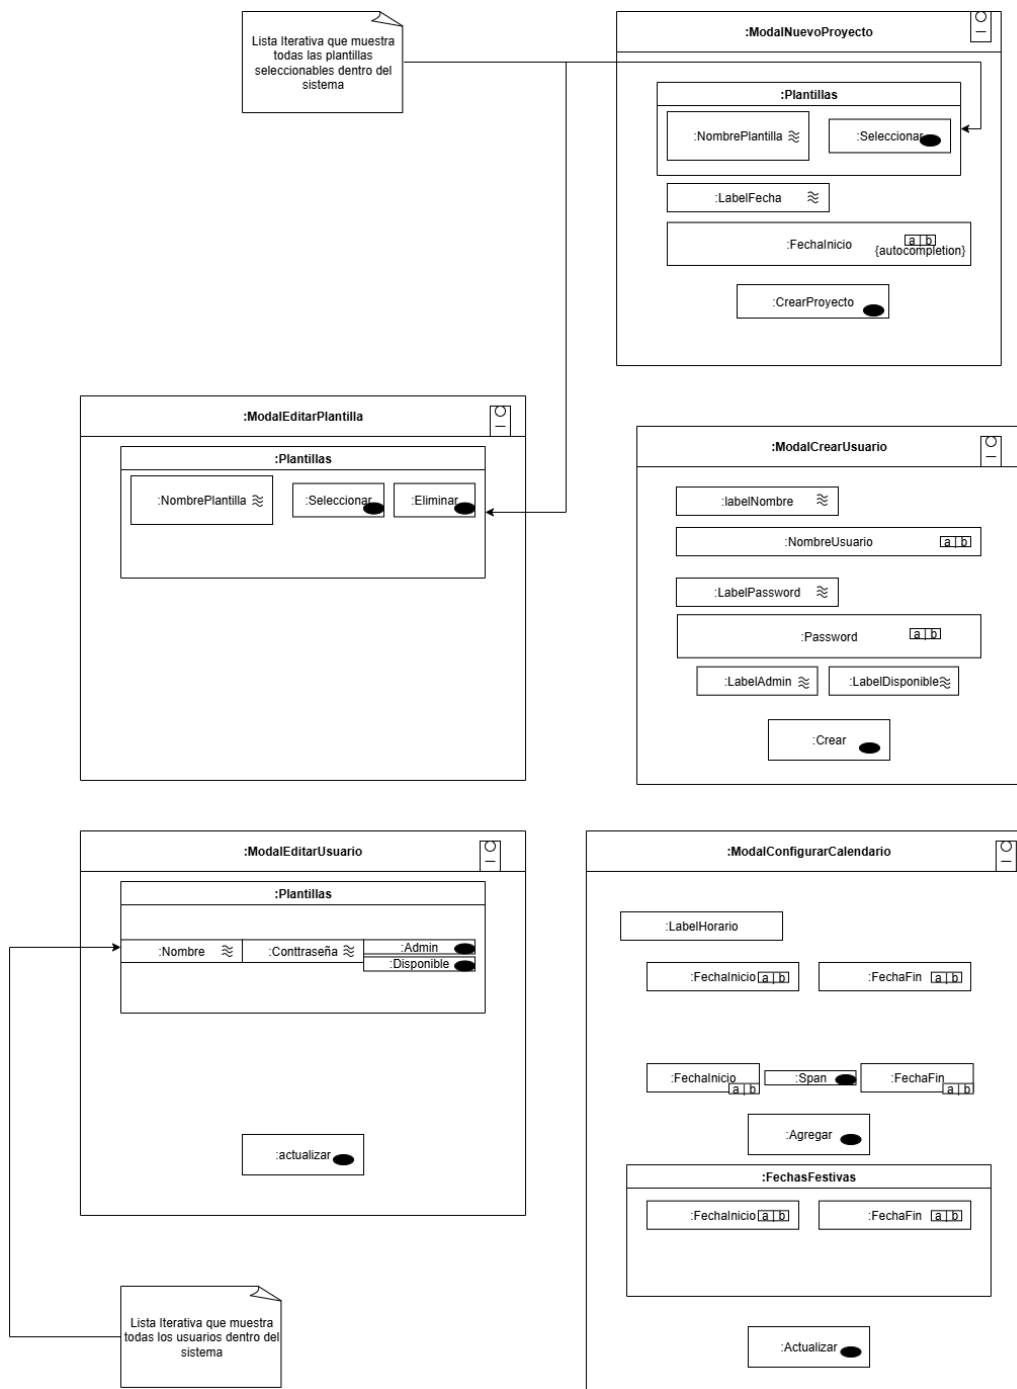 Lista Iterativa que muestra
todas las plantillas
seleccionables dentro del
sistema
:ModalNuevoProyecto
:Plantillas
:NombrePlantilla
:Seleccionar
:LabelFecha
:FechaInicio
a b
{autocompletion}
:CrearProyecto
:ModalEditarPlantilla
:Plantillas
:NombrePlantilla
:Seleccionar
:Eliminar
:ModalCrearUsuario
:labelNombre
:NombreUsuario
a b
:LabelPassword
:Password
a b
:LabelAdmin
:LabelDisponible
:Crear
:ModalEditarUsuario
:Plantillas
:Nombre
:Conttraseña
:Admin
:Disponible
:actualizar
Lista Iterativa que muestra
todas los usuarios dentro del
sistema
:ModalConfigurarCalendario
:LabelHorario
:FechaInicio a b
:FechaFin a b
:FechaInicio
a b
:Span
:FechaFin
a b
:Agregar
:FechasFestivas
:FechaInicio a b
:FechaFin a b
:Actualizar